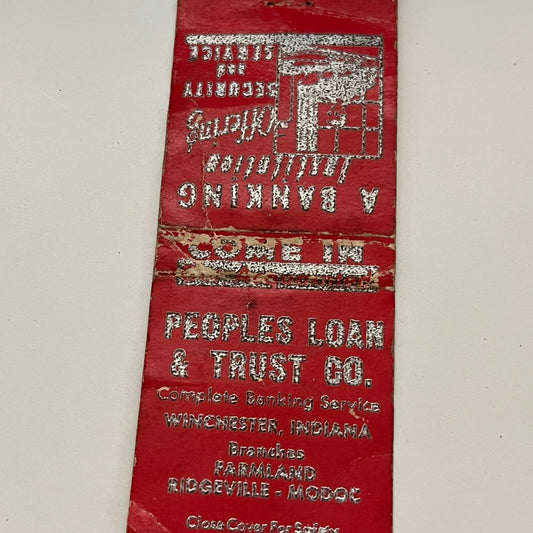 A BANKING
Institution
Offering
SECURITY
and
SERVICE
COME IN
PEOPLES LOAN
& TRUST CO.
Complete Banking Service
WINCHESTER, INDIANA
Branches
FARMLAND
RIDGEVILLE - MODOC
Close Cover For Safety